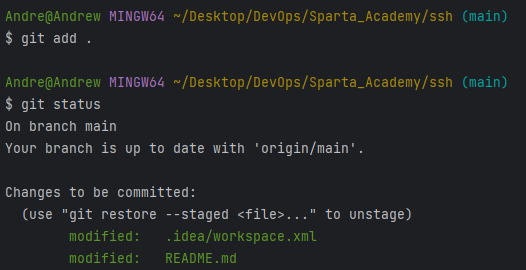 Andre@Andrew MINGW64 ~/Desktop/DevOps/Sparta_Academy/ssh (main)
$ git add .
Andre@Andrew MINGW64 ~/Desktop/DevOps/Sparta_Academy/ssh (main)
$ git status
On branch main
Your branch is up to date with 'origin/main'.
Changes to be committed:
  (use "git restore --staged <file>..." to unstage)
        modified:   .idea/workspace.xml
        modified:   README.md